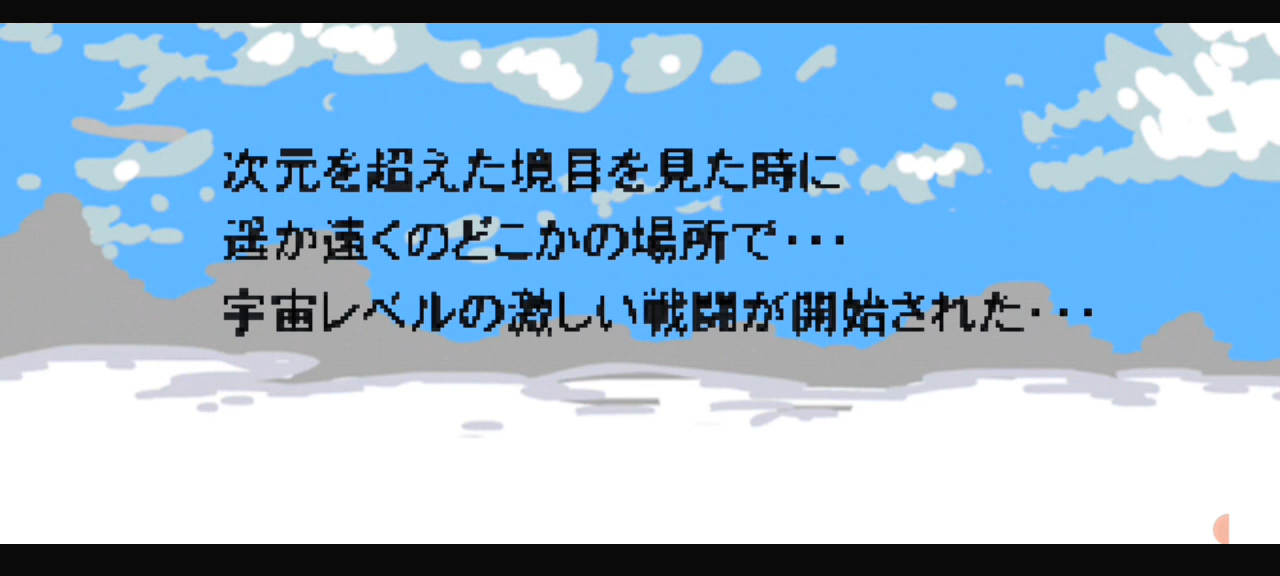 次元を超えた境目を見た時に
遥か遠くのどこかの場所で･･･
宇宙レベルの激しい戦闘が開始された･･･